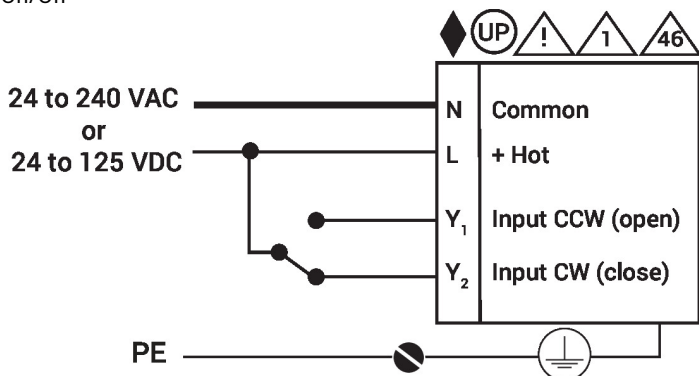 On/Off
UP ! 1 46
24 to 240 VAC
or
24 to 125 VDC
N Common
L + Hot
Y₁ Input CCW (open)
Y₂ Input CW (close)
PE